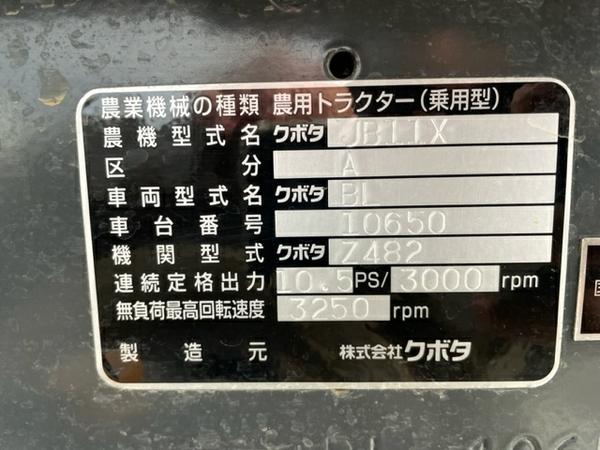 農業機械の種類 農用トラクター(乗用型)
農機型式名 クボタ JB11X
区分 A
車両型式名 クボタ BL
車台番号 10650
機関型式 クボタ Z482
連続定格出力 10.5PS/3000rpm
無負荷最高回転速度 3250rpm
製造元 株式会社クボタ